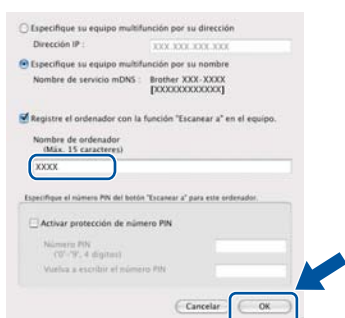 Especifique su equipo multifunción por su dirección
Dirección IP : XXX.XXX.XXX.XXX
Especifique su equipo multifunción por su nombre
Nombre de servicio mDNS : Brother XXX-XXXX
[XXXXXXXXXXXX]
Registre el ordenador con la función "Escanear a" en el equipo.
Nombre de ordenador
(Máx. 15 caracteres)
XXXX
Especifique el número PIN del botón "Escanear a" para este ordenador.
Activar protección de número PIN
Número PIN
('0'-'9', 4 dígitos)
Vuelva a escribir el número PIN
Cancelar OK